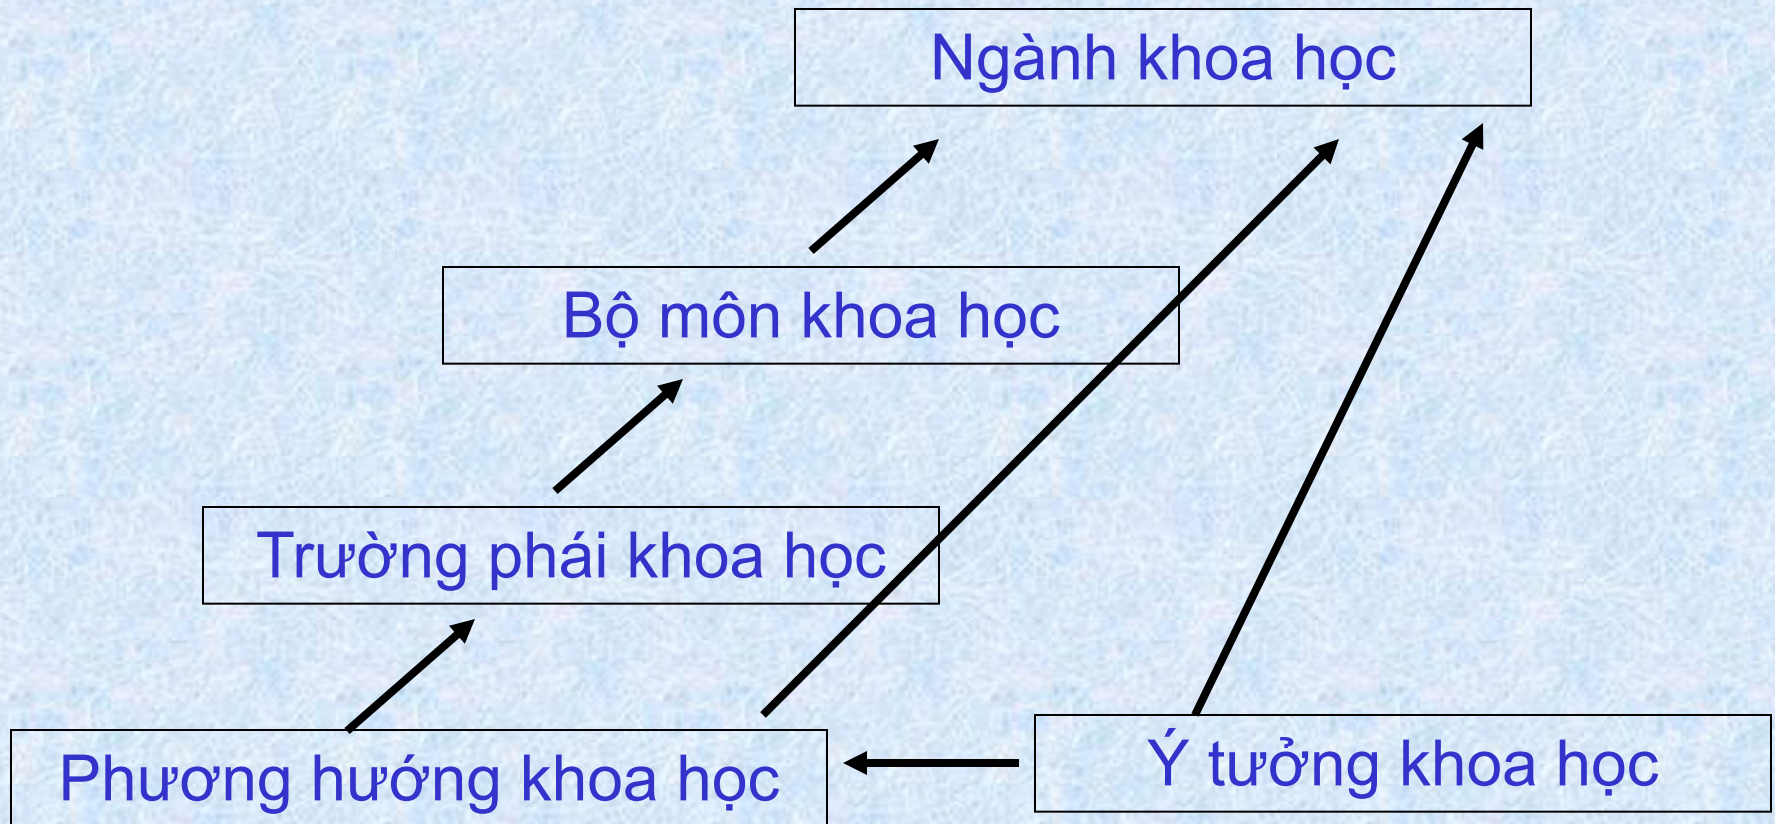 Ngành khoa học
Bộ môn khoa học
Trường phái khoa học
Phương hướng khoa học
Ý tưởng khoa học